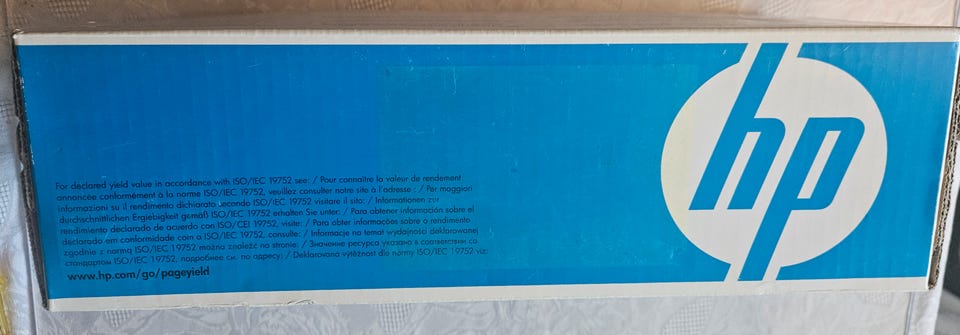 For declared yield value in accordance with ISO/IEC 19752 see: / Pour connaître la valeur de rendement
annoncée conformément à la norme ISO/IEC 19752, veuillez consulter notre site à l'adresse : / Per maggiori
informazioni su il rendimento dichiarato secondo ISO/IEC 19752 visitare il sito: / Informationen zur
durchschnittlichen Ergiebigkeit gemäß ISO/IEC 19752 erhalten Sie unter: / Para obtener información sobre el
rendimiento declarado de acuerdo con ISO/CEI 19752, visite: / Para obter informações sobre o rendimento
declarado em conformidade com a ISO/IEC 19752, consulte: / Informacje na temat wydajności deklarowanej
zgodnie z normą ISO/IEC 19752 można znaleźć na stronie: / Значение ресурса указано в соответствии со
стандартом ISO/IEC 19752, подробнее см. по адресу: / Deklarovaná výtěžnost dle normy ISO/IEC 19752 viz:
www.hp.com/go/pageyield
hp